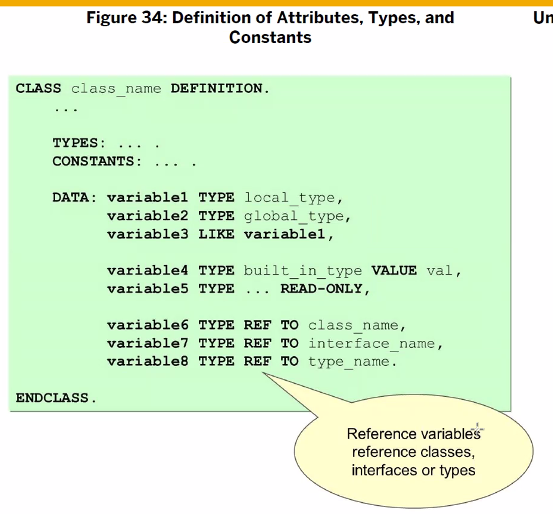 Figure 34: Definition of Attributes, Types, and
Constants
Un
CLASS class_name DEFINITION.
...
TYPES: ... .
CONSTANTS: ... .
DATA: variable1 TYPE local_type,
variable2 TYPE global_type,
variable3 LIKE variable1,
variable4 TYPE built_in_type VALUE val,
variable5 TYPE ... READ-ONLY,
variable6 TYPE REF TO class_name,
variable7 TYPE REF TO interface_name,
variable8 TYPE REF TO type_name.
ENDCLASS.
Reference variables
reference classes,
interfaces or types